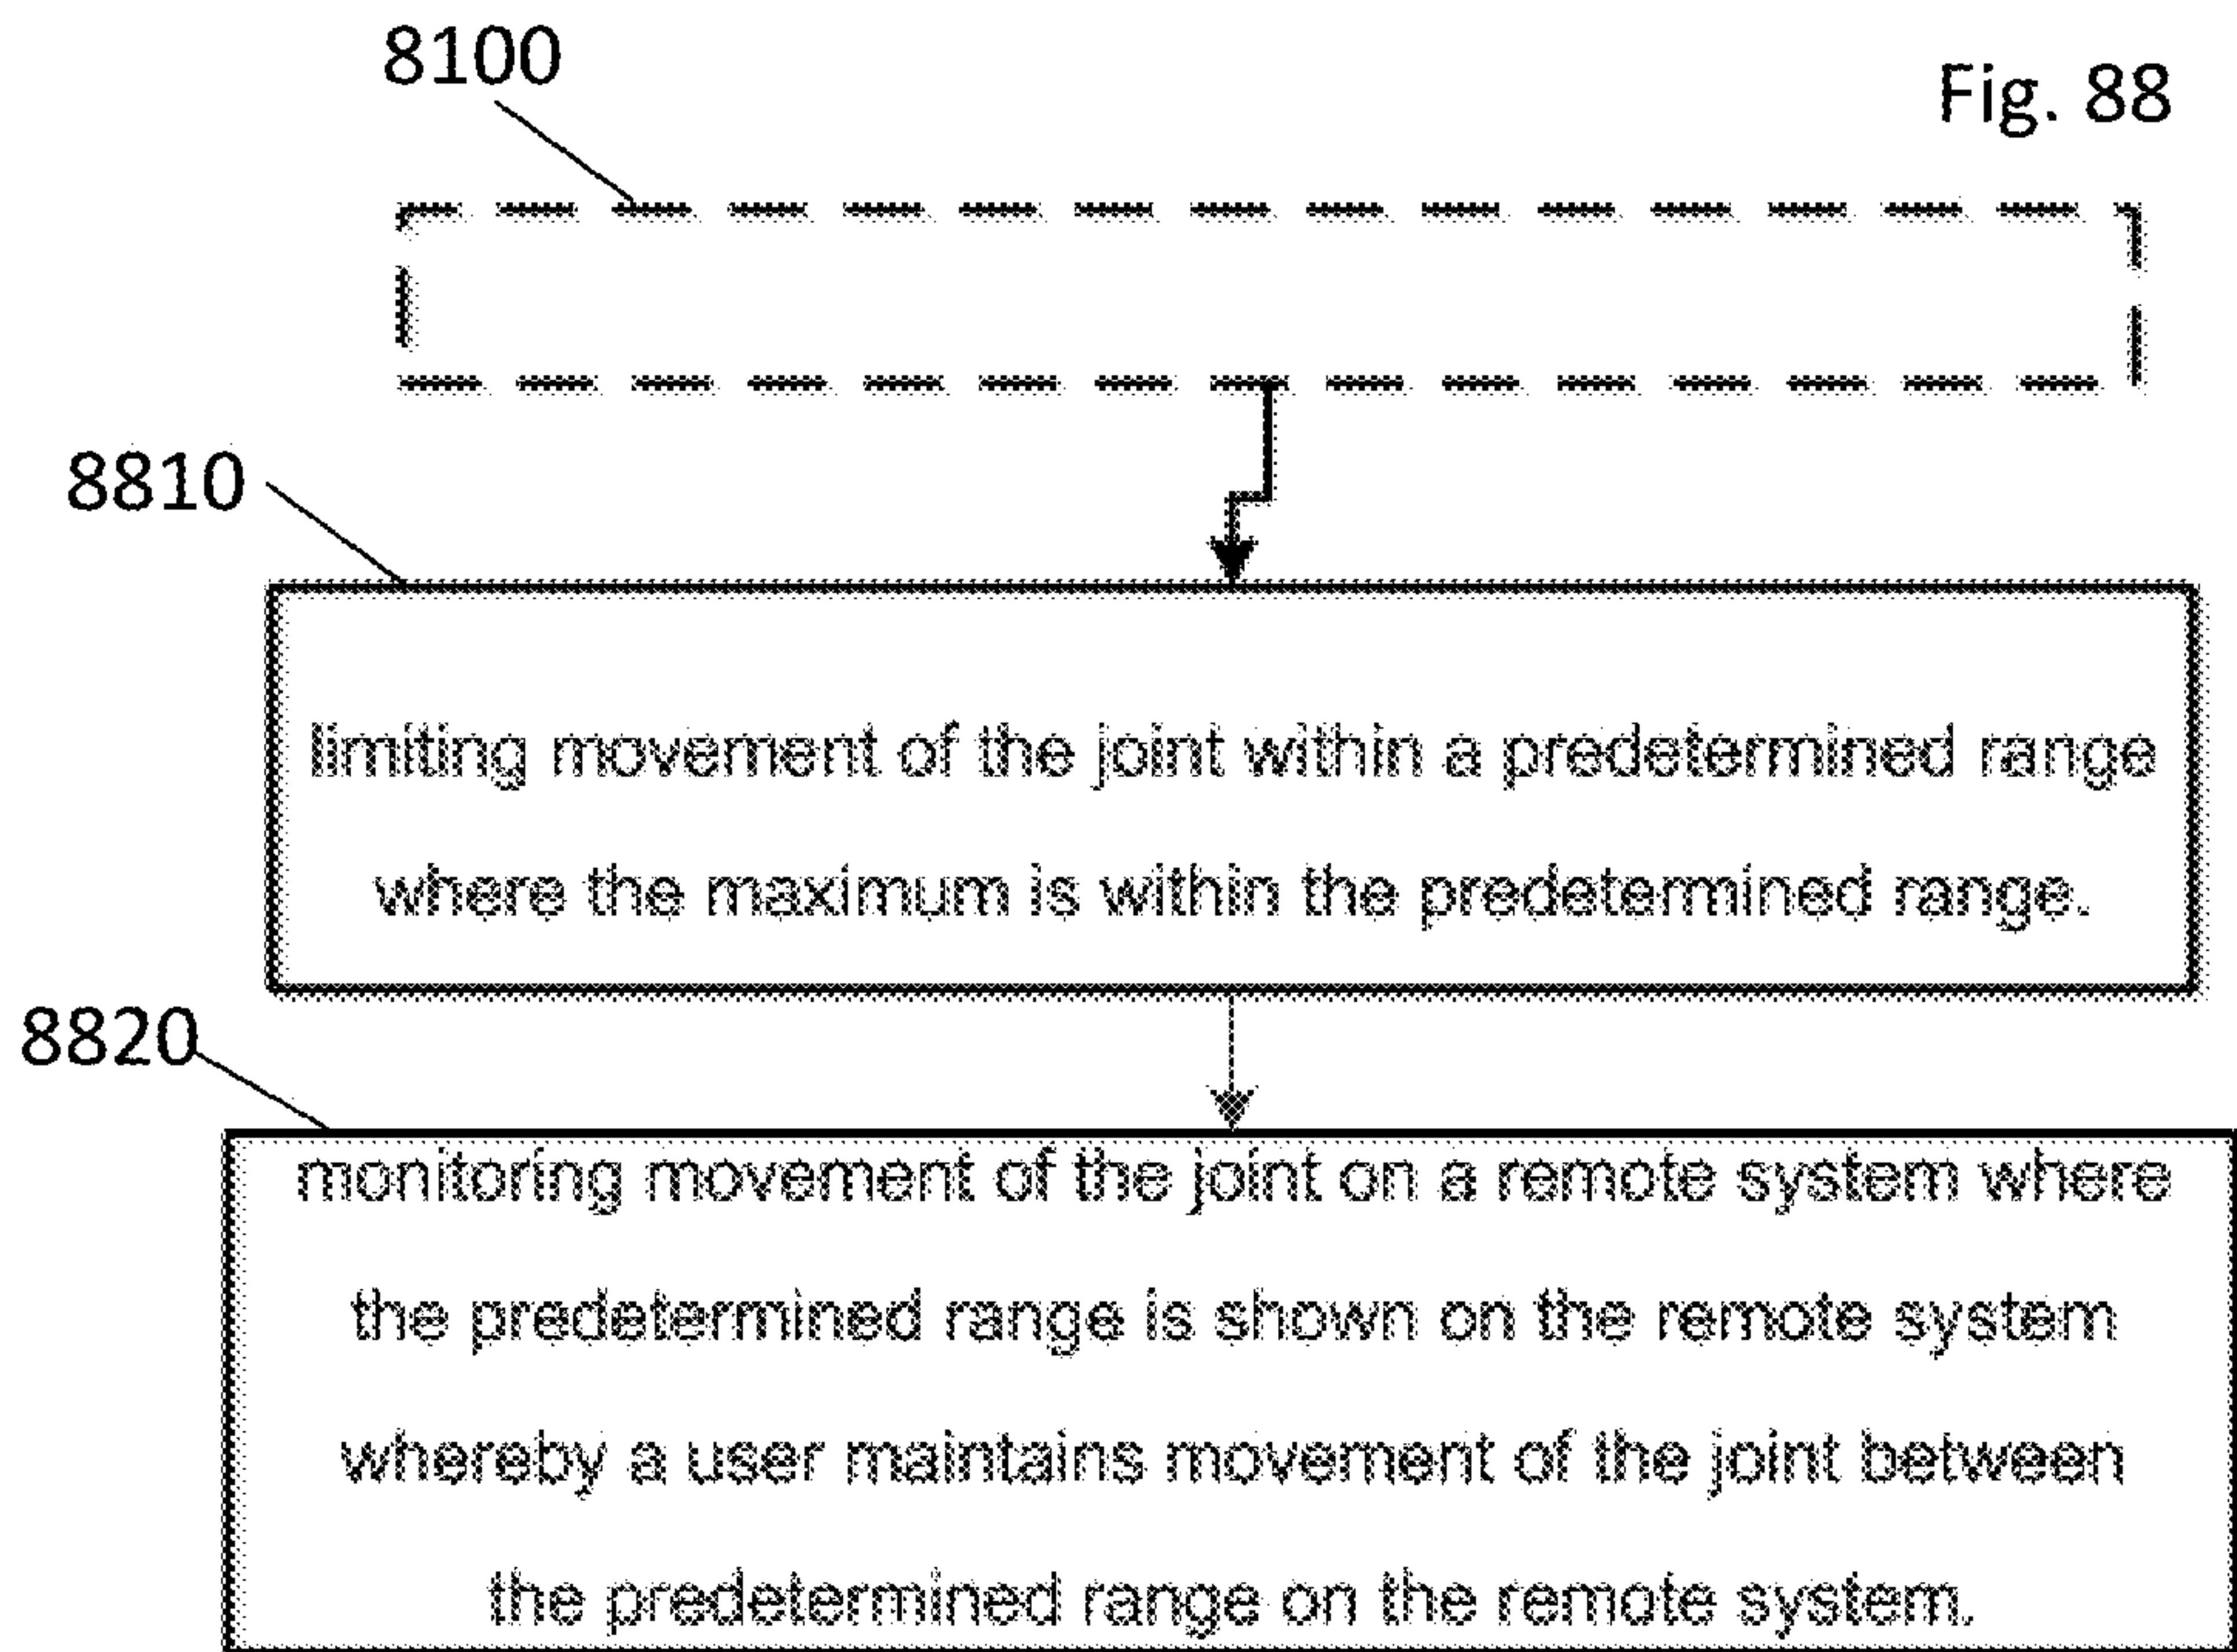 8100
Fig. 88
8810
limiting movement of the joint within a predetermined range
where the maximum is within the predetermined range.
8820
monitoring movement of the joint on a remote system where
the predetermined range is shown on the remote system
whereby a user maintains movement of the joint between
the predetermined range on the remote system.